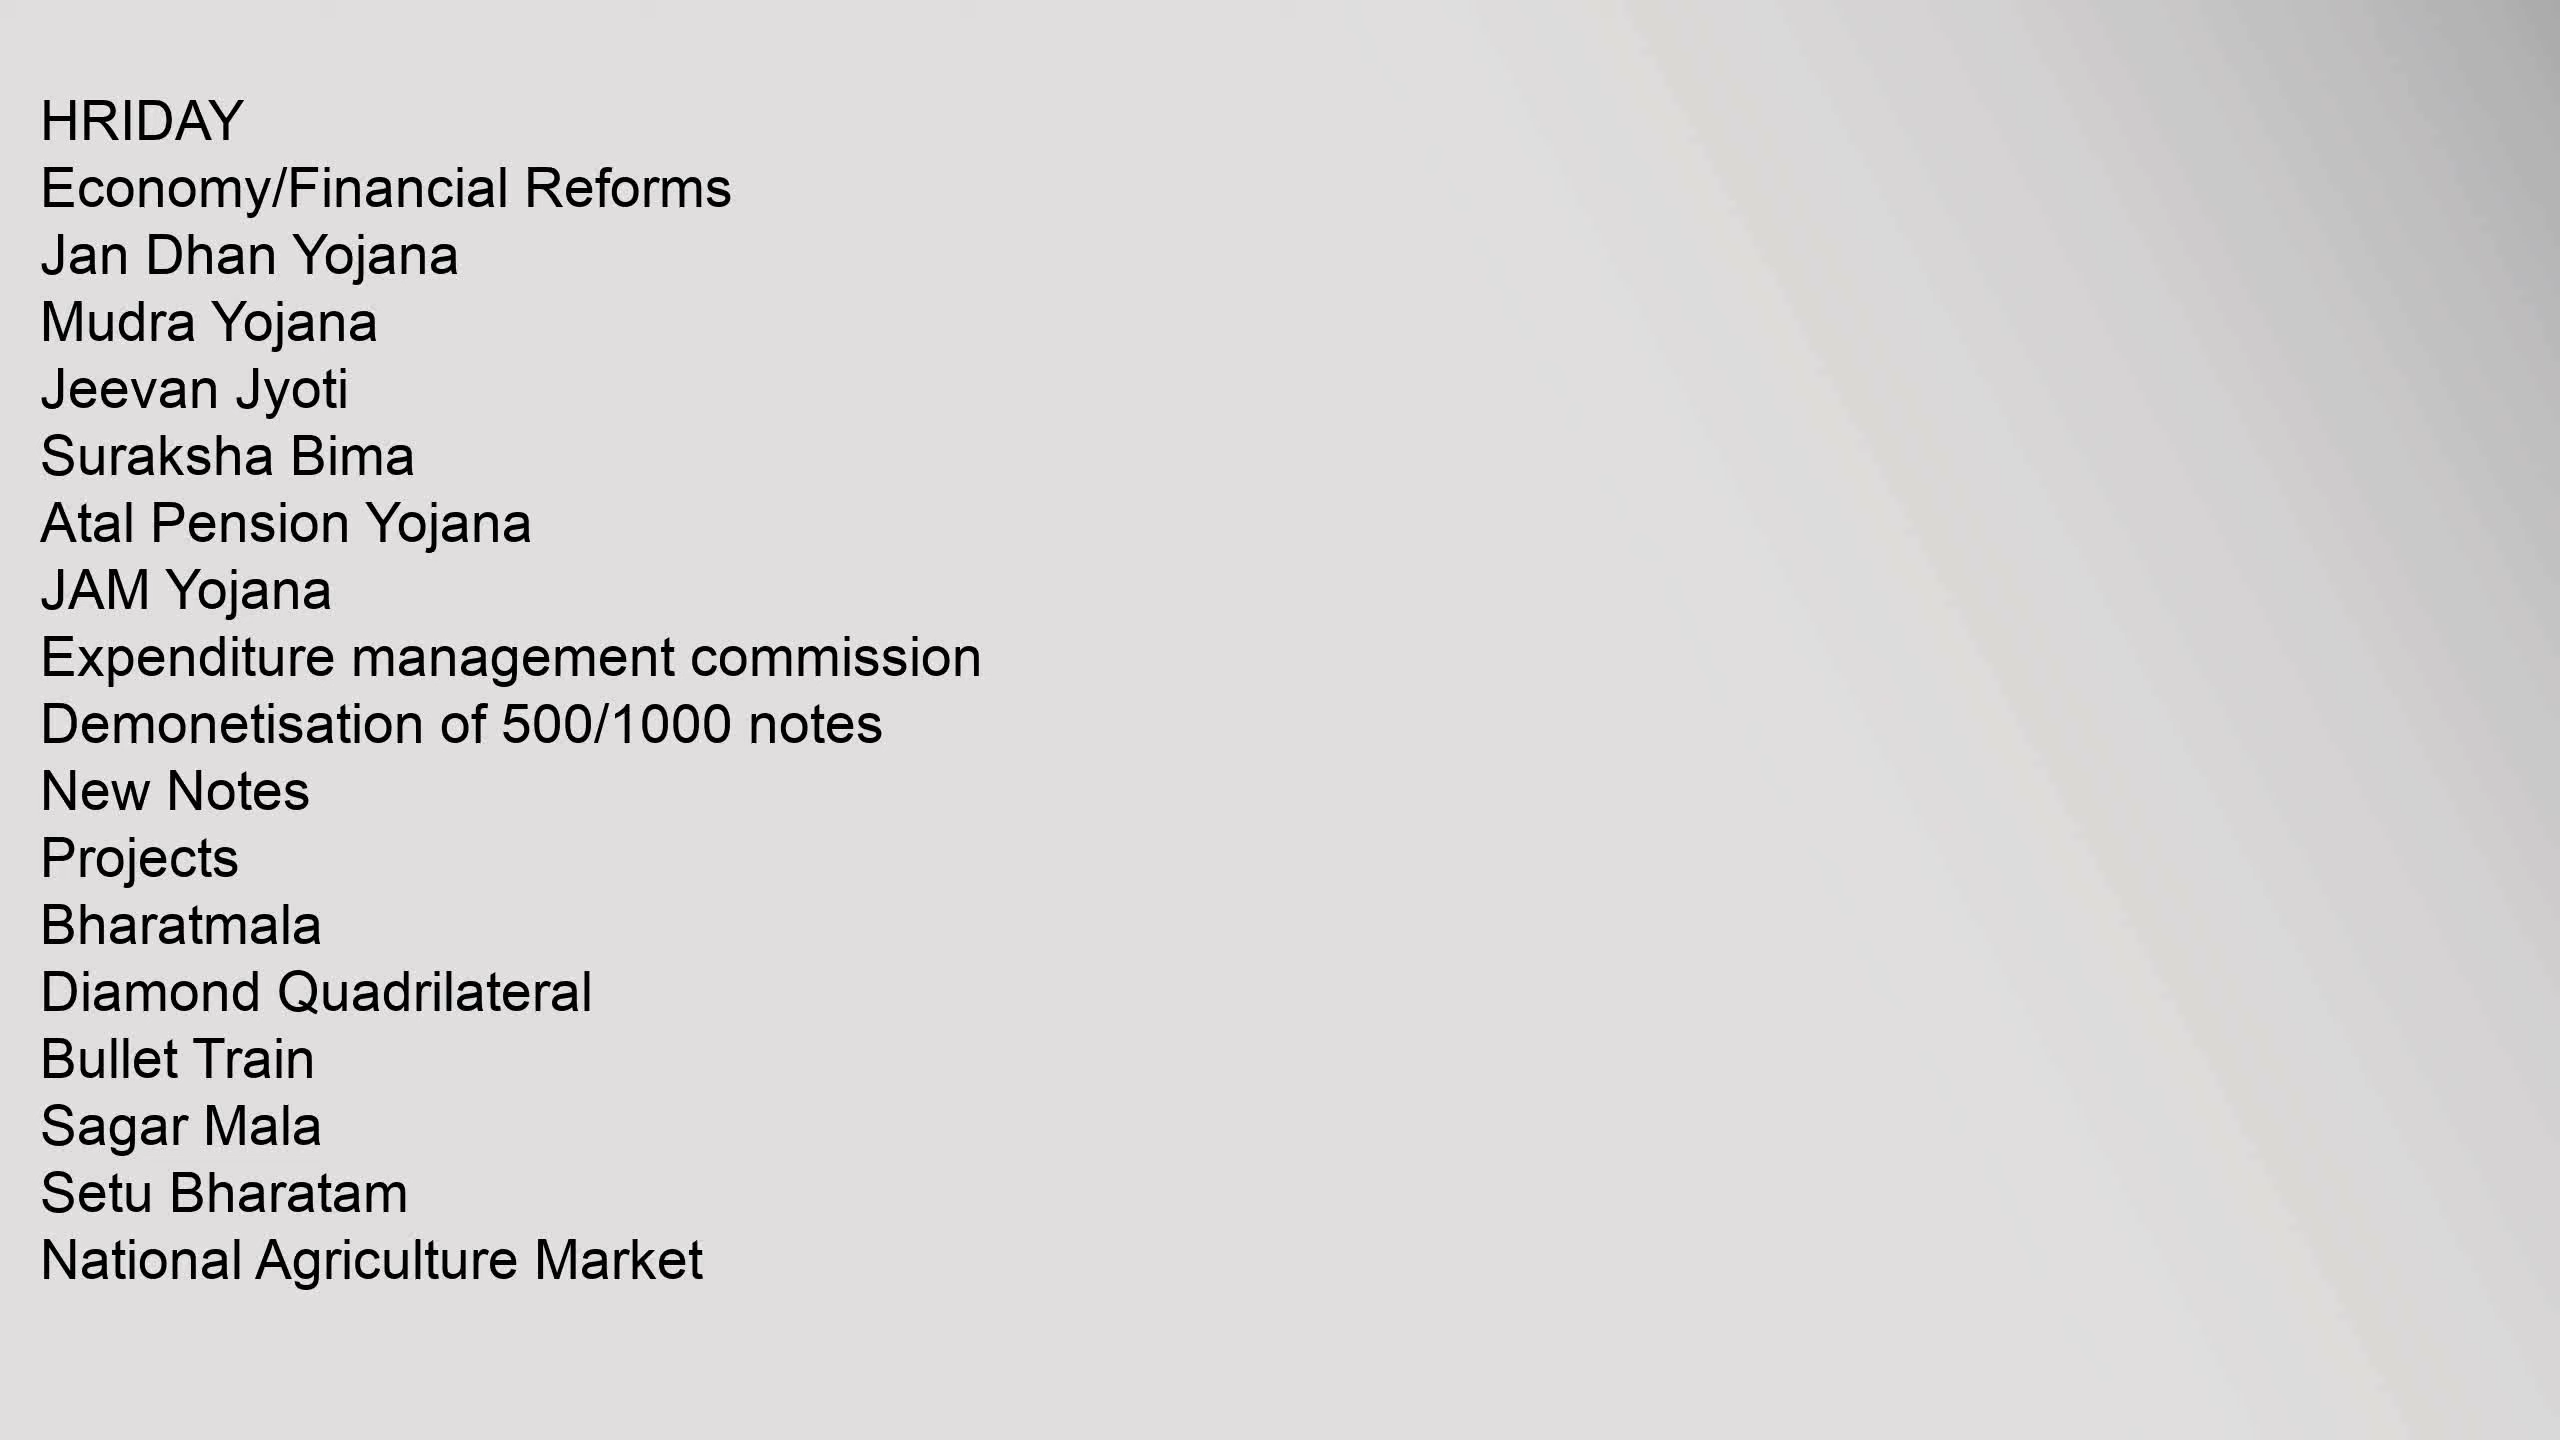 HRIDAY
Economy/Financial Reforms
Jan Dhan Yojana
Mudra Yojana
Jeevan Jyoti
Suraksha Bima
Atal Pension Yojana
JAM Yojana
Expenditure management commission
Demonetisation of 500/1000 notes
New Notes
Projects
Bharatmala
Diamond Quadrilateral
Bullet Train
Sagar Mala
Setu Bharatam
National Agriculture Market